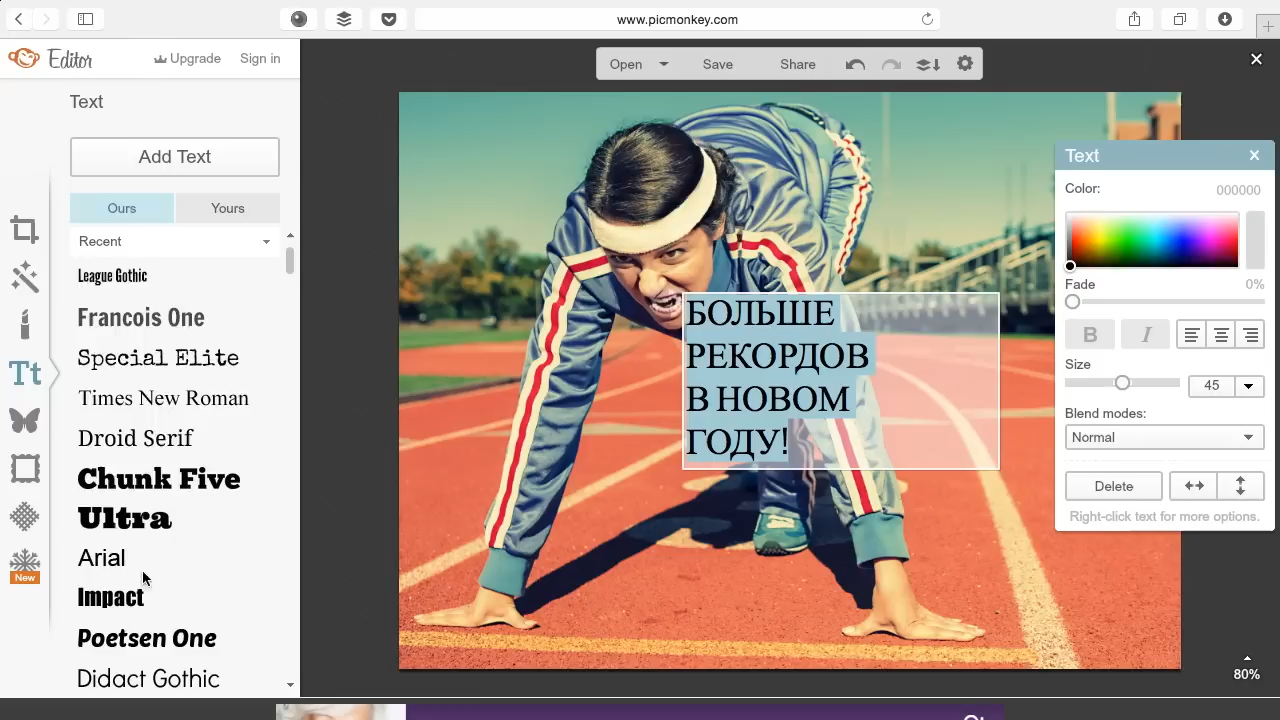 www.picmonkey.com
Editor
Upgrade
Sign in
Open
Save
Share
Text
Add Text
Ours
Yours
Recent
League Gothic
Francois One
Special Elite
Times New Roman
Droid Serif
Chunk Five
Ultra
Arial
Impact
Poetsen One
Didact Gothic
Tt
New
БОЛЬШЕ
РЕКОРДОВ
В НОВОМ
ГОДУ!
Text
Color:
000000
Fade
0%
B
I
Size
45
Blend modes:
Normal
Delete
Right-click text for more options.
80%